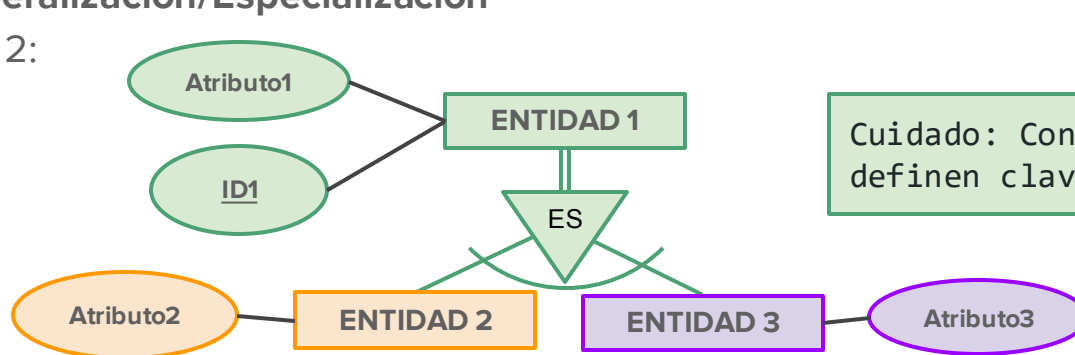 2:
Atributo1
ENTIDAD 1
Cuidado: Con
definen clav
ID1
ES
Atributo2
ENTIDAD 2
ENTIDAD 3
Atributo3